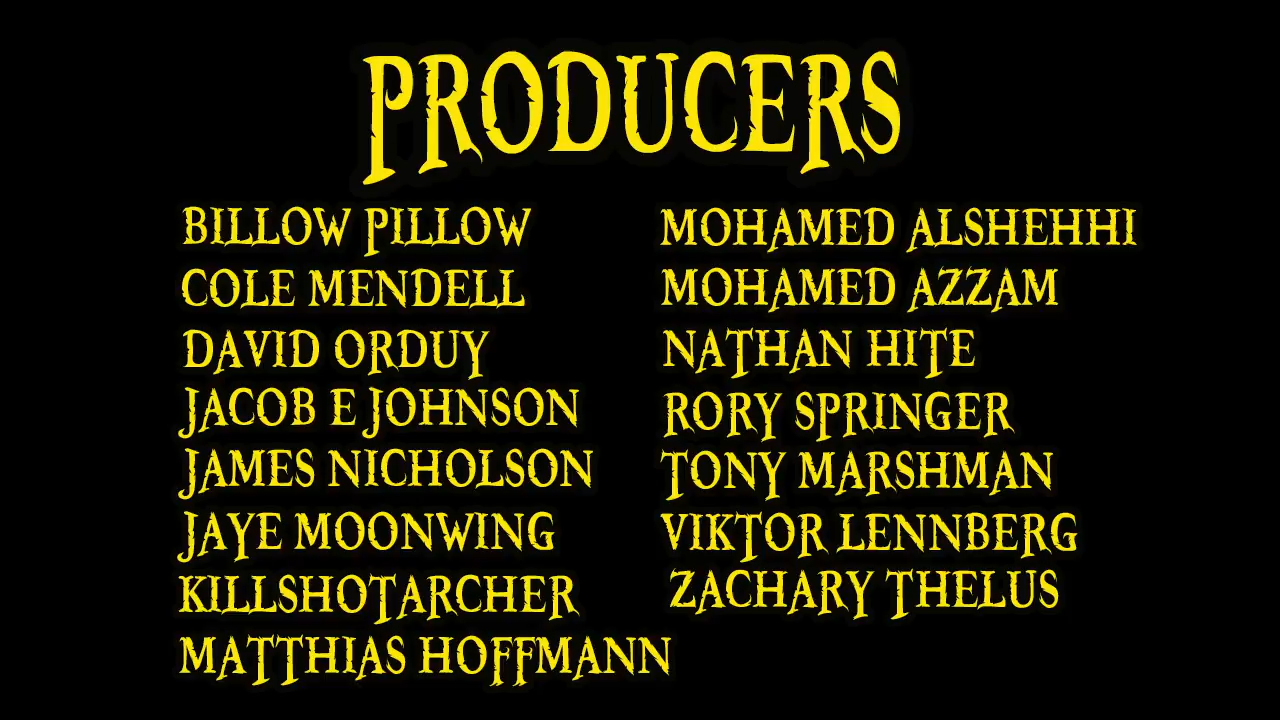 PRODUCERS
BILLOW PILLOW
COLE MENDELL
DAVID ORDUY
JACOB E JOHNSON
JAMES NICHOLSON
JAYE MOONWING
KILLSHOTARCHER
MATTHIAS HOFFMANN
MOHAMED ALSHEHHI
MOHAMED AZZAM
NATHAN HITE
RORY SPRINGER
TONY MARSHMAN
VIKTOR LENNBERG
ZACHARY THELUS